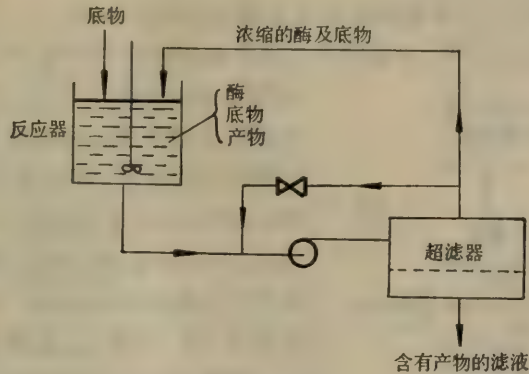 底物
浓缩的酶及底物
反应器
酶
底物
产物
超滤器
含有产物的滤液